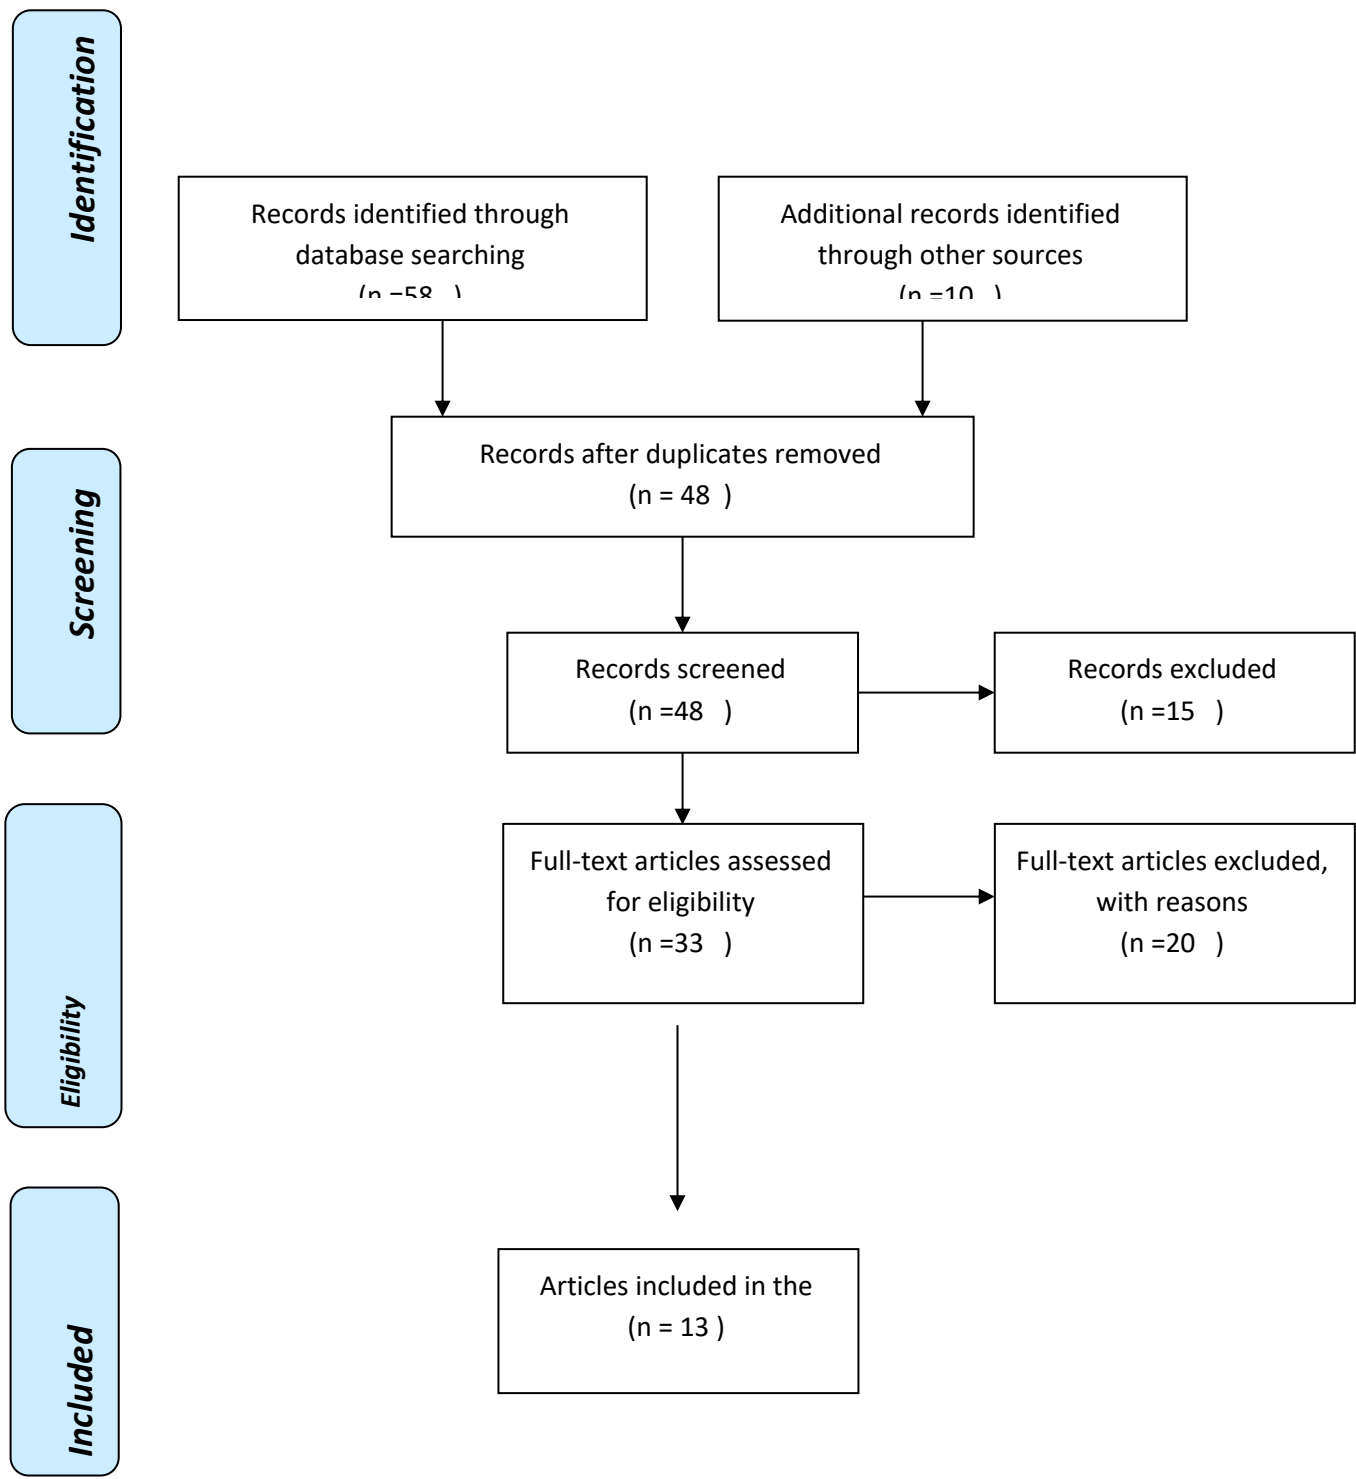 Identification
Records identified through
database searching
(n =58   )
Additional records identified
through other sources
(n =10   )
Records after duplicates removed
(n = 48  )
Screening
Records screened
(n =48   )
Records excluded
(n =15   )
Eligibility
Full-text articles assessed
for eligibility
(n =33   )
Full-text articles excluded,
with reasons
(n =20   )
Included
Articles included in the
(n = 13 )